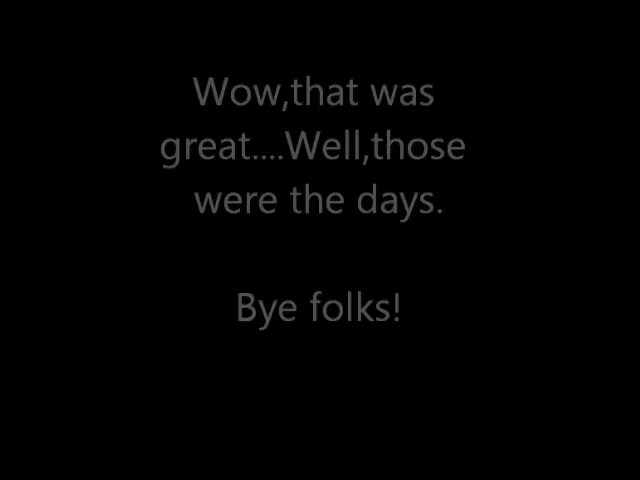 Wow,that was
great....Well,those
were the days.
Bye folks!